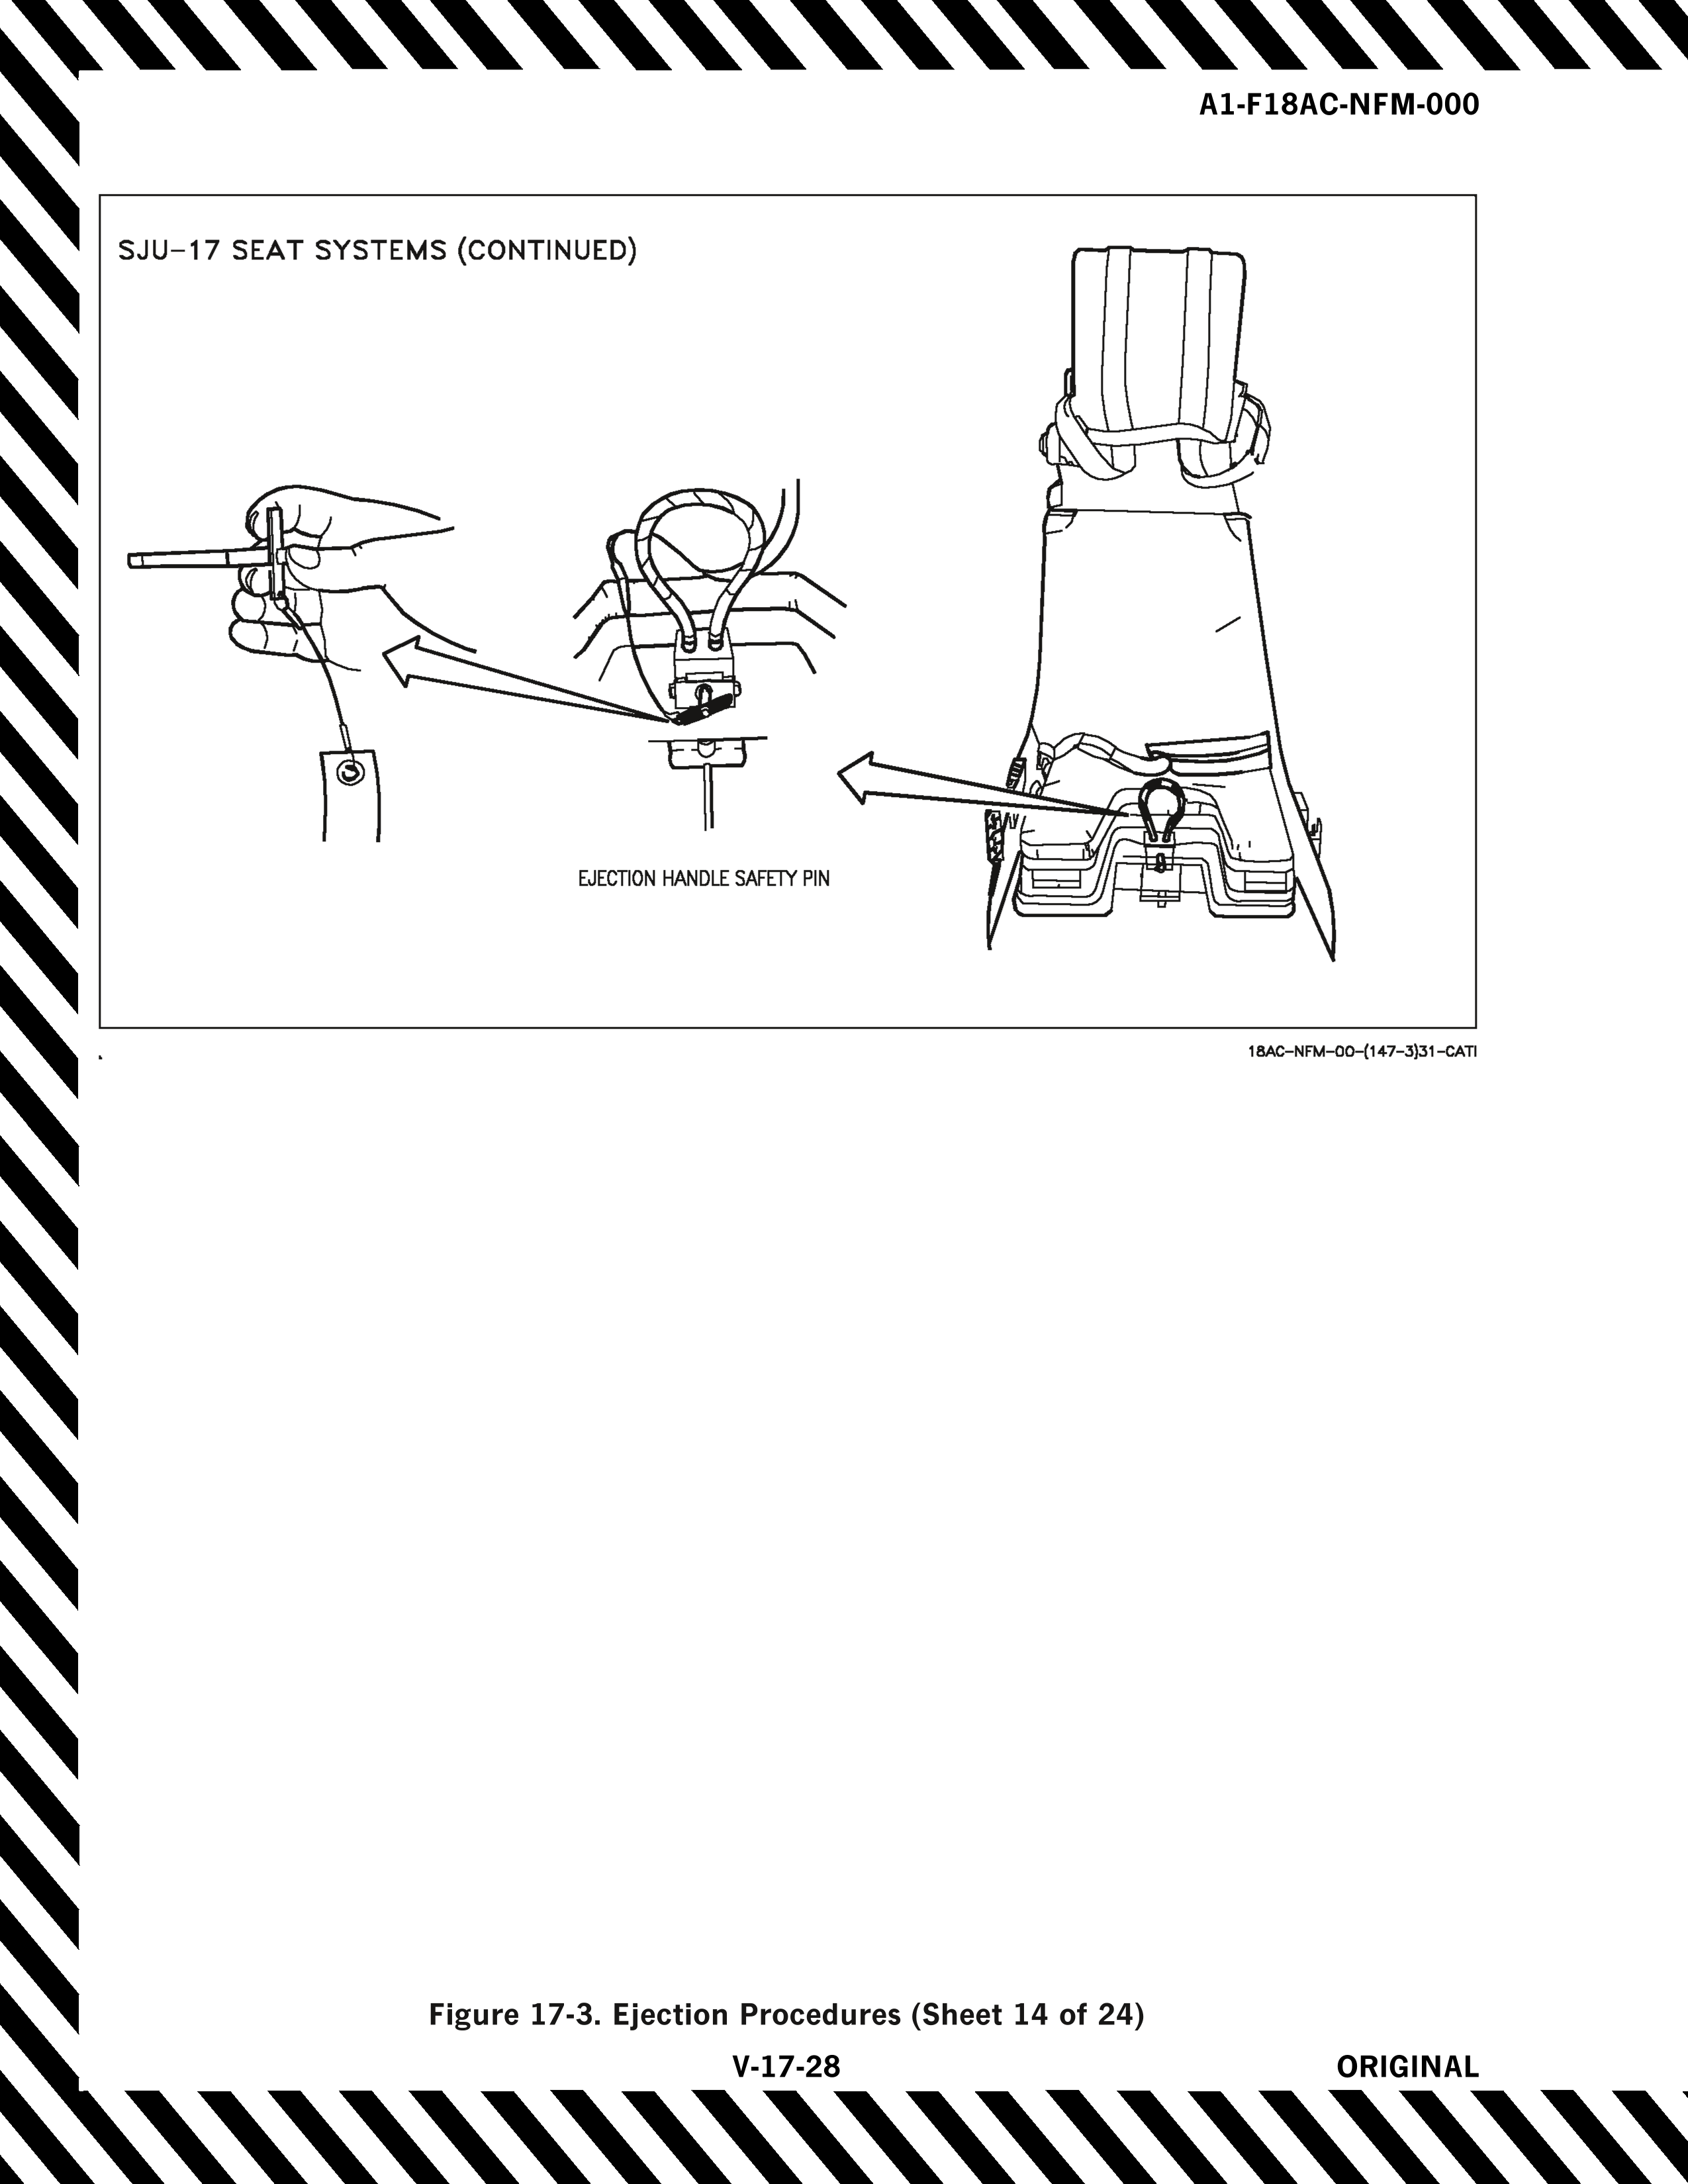 A1-F18AC-NFM-000
SJU-17 SEAT SYSTEMS (CONTINUED)
EJECTION HANDLE SAFETY PIN
18AC-NFM-00-(147-3)31-CATI
Figure 17-3. Ejection Procedures (Sheet 14 of 24)
V-17-28
ORIGINAL